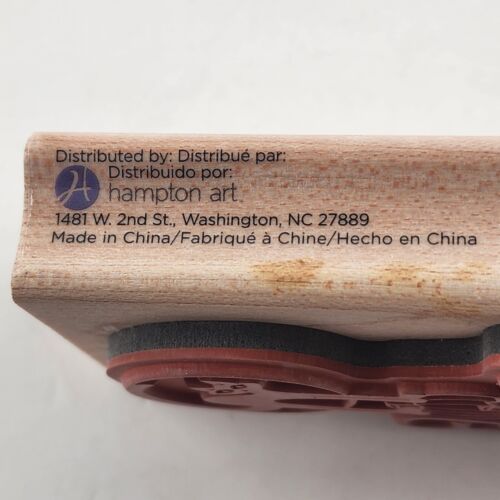 Distributed by: Distribué par:
Distribuido por:
hampton art.
1481 W. 2nd St., Washington, NC 27889
Made in China/Fabriqué à Chine/Hecho en China